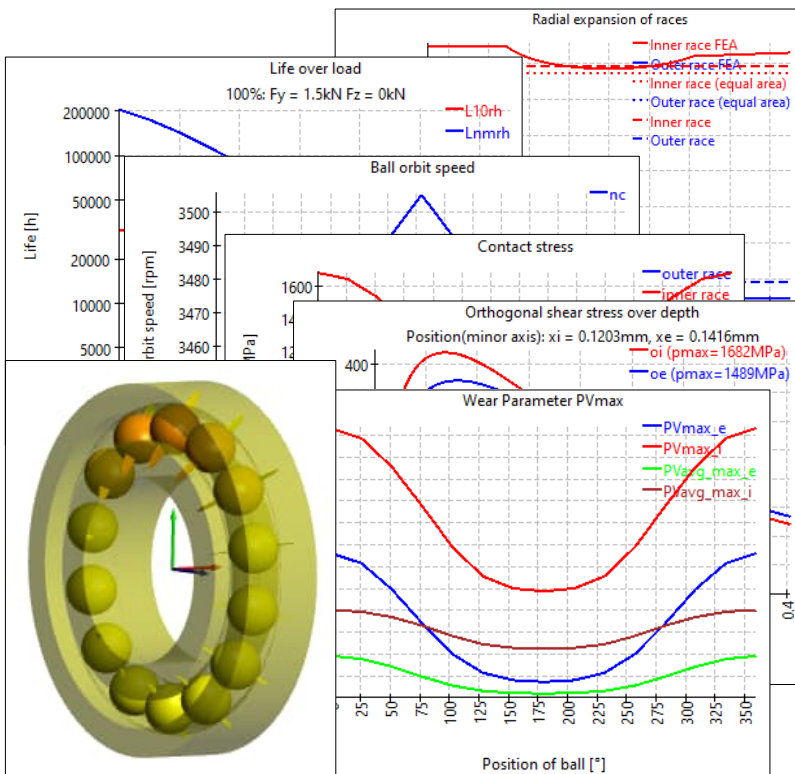 Radial expansion of races
Inner race FEA
Outer race FEA
Inner race (equal area)
Outer race (equal area)
Inner race
Outer race
Life over load
100%: Fy = 1.5kN Fz = 0kN
L10rh
Lnmrh
200000
100000
50000
20000
10000
5000
Life [h]
Ball orbit speed
nc
3500
3490
3480
3470
3460
orbit speed [rpm]
Contact stress
outer race
inner race
1600
MPa]
Orthogonal shear stress over depth
Position(minor axis): xi = 0.1203mm, xe = 0.1416mm
oi (pmax=1682MPa)
oe (pmax=1489MPa)
400
0.4
Wear Parameter PVmax
PVmax_e
PVmax_i
PVavg_max_e
PVavg_max_i
25
50
75
100
125
150
175
200
225
250
275
300
325
350
Position of ball [°]